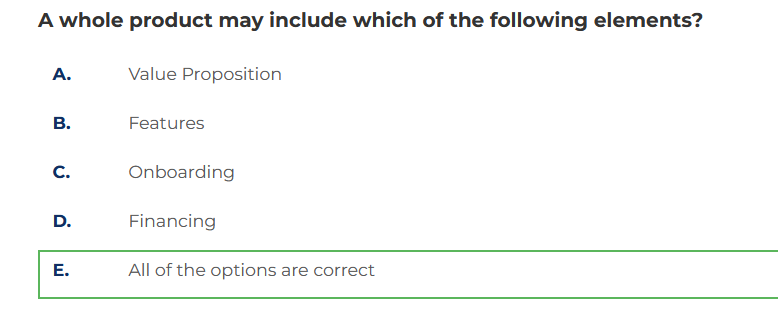 A whole product may include which of the following elements?
A. Value Proposition
B. Features
C. Onboarding
D. Financing
E. All of the options are correct